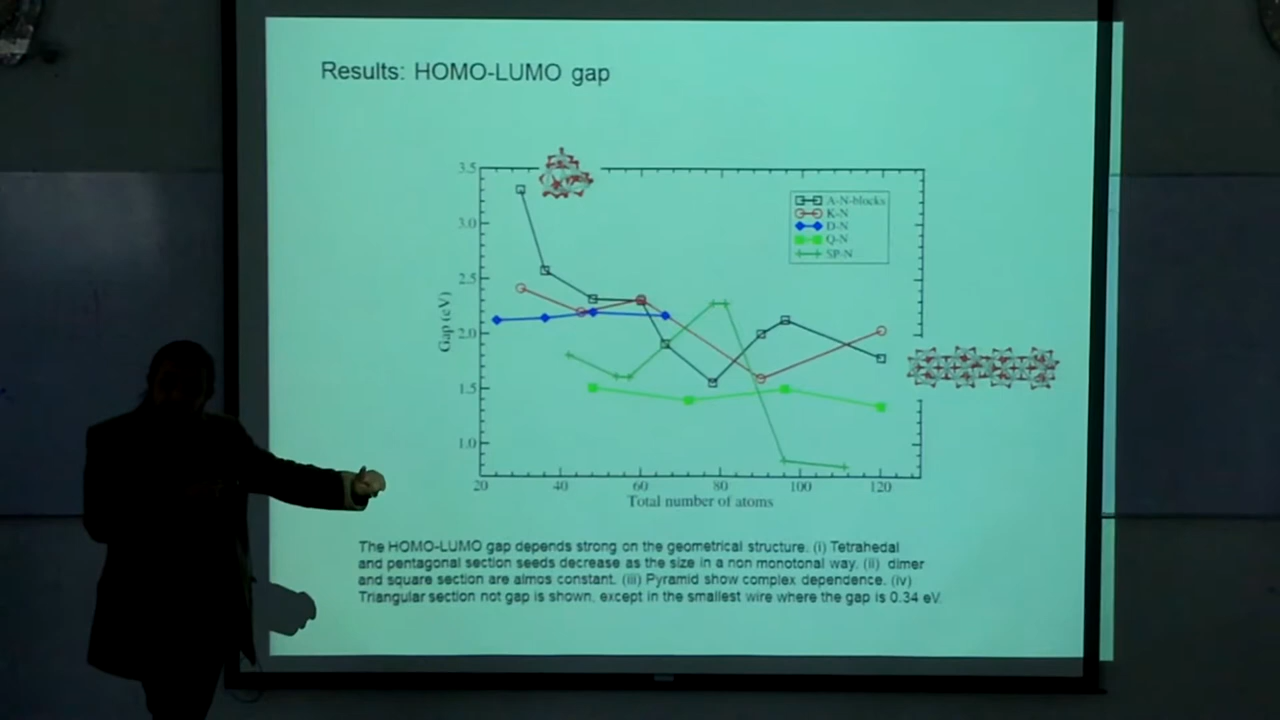 Results: HOMO-LUMO gap
3.5
3.0
2.5
2.0
1.5
1.0
Gap (eV)
A-N-blocks
K-N
D-N
Q-N
SP-N
20 40 60 80 100 120
Total number of atoms
The HOMO-LUMO gap depends strong on the geometrical structure. (i) Tetrahedal
and pentagonal section seeds decrease as the size in a non monotonal way. (ii) dimer
and square section are almos constant. (iii) Pyramid show complex dependence. (iv)
Triangular section not gap is shown, except in the smallest wire where the gap is 0.34 eV.